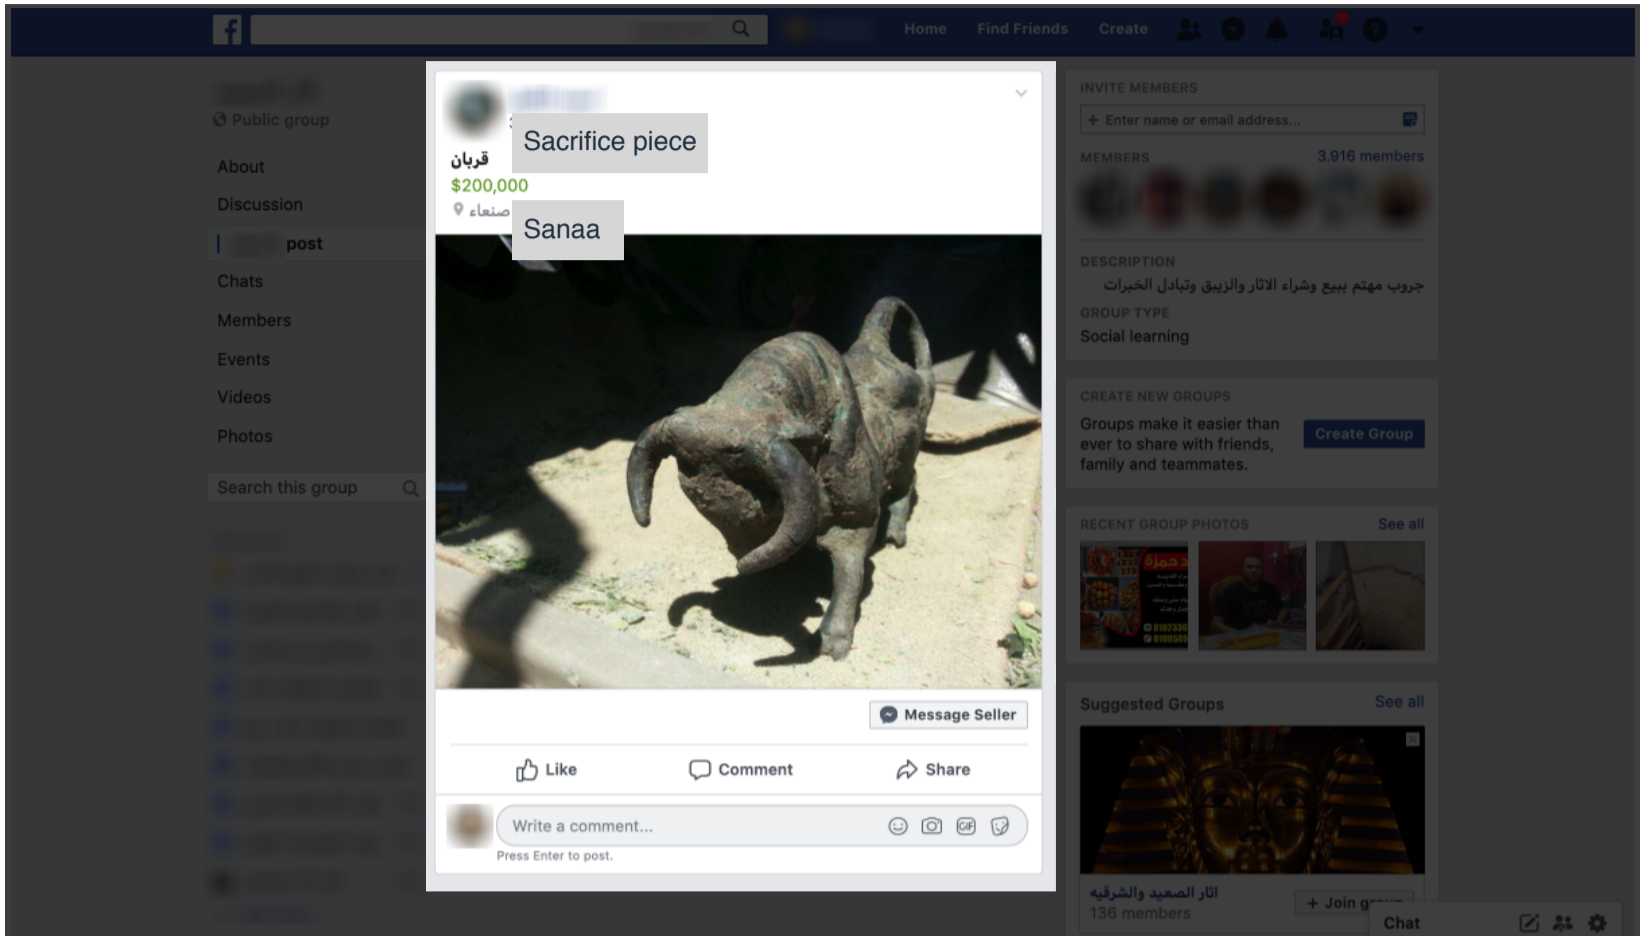 Home
Find Friends
Create
Public group
About
Discussion
post
Chats
Members
Events
Videos
Photos
Search this group
Sacrifice piece
قربان
$200,000
صنعاء
Sanaa
Message Seller
Like
Comment
Share
Write a comment...
GIF
Press Enter to post.
INVITE MEMBERS
+ Enter name or email address...
MEMBERS
3.916 members
DESCRIPTION
جروب مهتم ببيع وشراء الاثار والزيبق وتبادل الخبرات
GROUP TYPE
Social learning
CREATE NEW GROUPS
Groups make it easier than
ever to share with friends,
family and teammates.
Create Group
RECENT GROUP PHOTOS
See all
Suggested Groups
See all
اثار الصعيد والشرقيه
136 members
+ Join
Chat